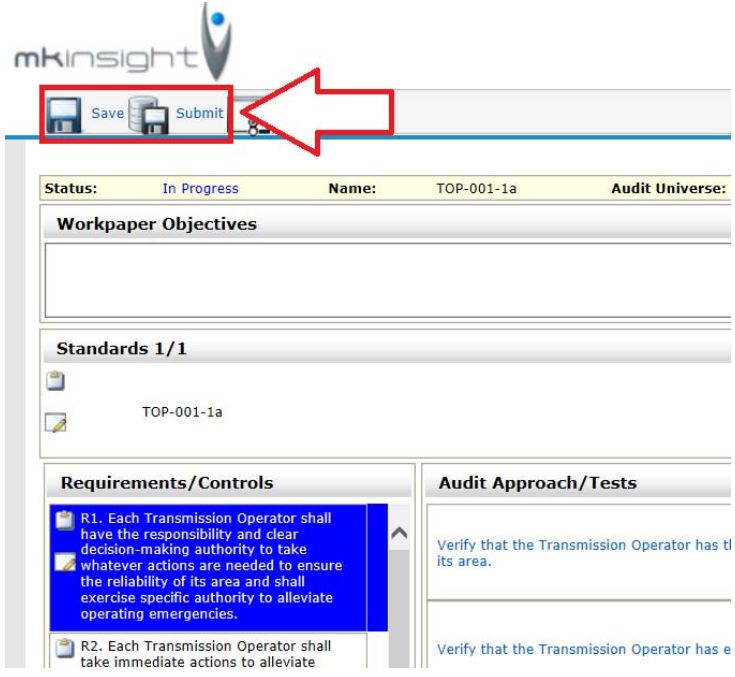 mkinsight
Save Submit
Status: In Progress Name: TOP-001-1a Audit Universe:
Workpaper Objectives
Standards 1/1
TOP-001-1a
Requirements/Controls
R1. Each Transmission Operator shall
have the responsibility and clear
decision-making authority to take
whatever actions are needed to ensure
the reliability of its area and shall
exercise specific authority to alleviate
operating emergencies.
R2. Each Transmission Operator shall
take immediate actions to alleviate
Audit Approach/Tests
Verify that the Transmission Operator has
its area.
Verify that the Transmission Operator has